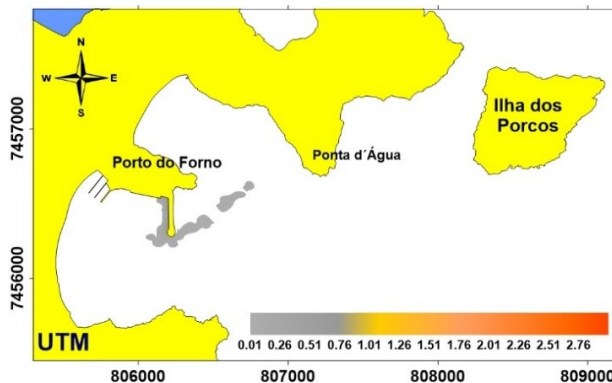 N
W E
S
7457000
7456000
Porto do Forno
Ponta d´Água
Ilha dos
Porcos
UTM
0.01 0.26 0.51 0.76 1.01 1.26 1.51 1.76 2.01 2.26 2.51 2.76
806000 807000 808000 809000